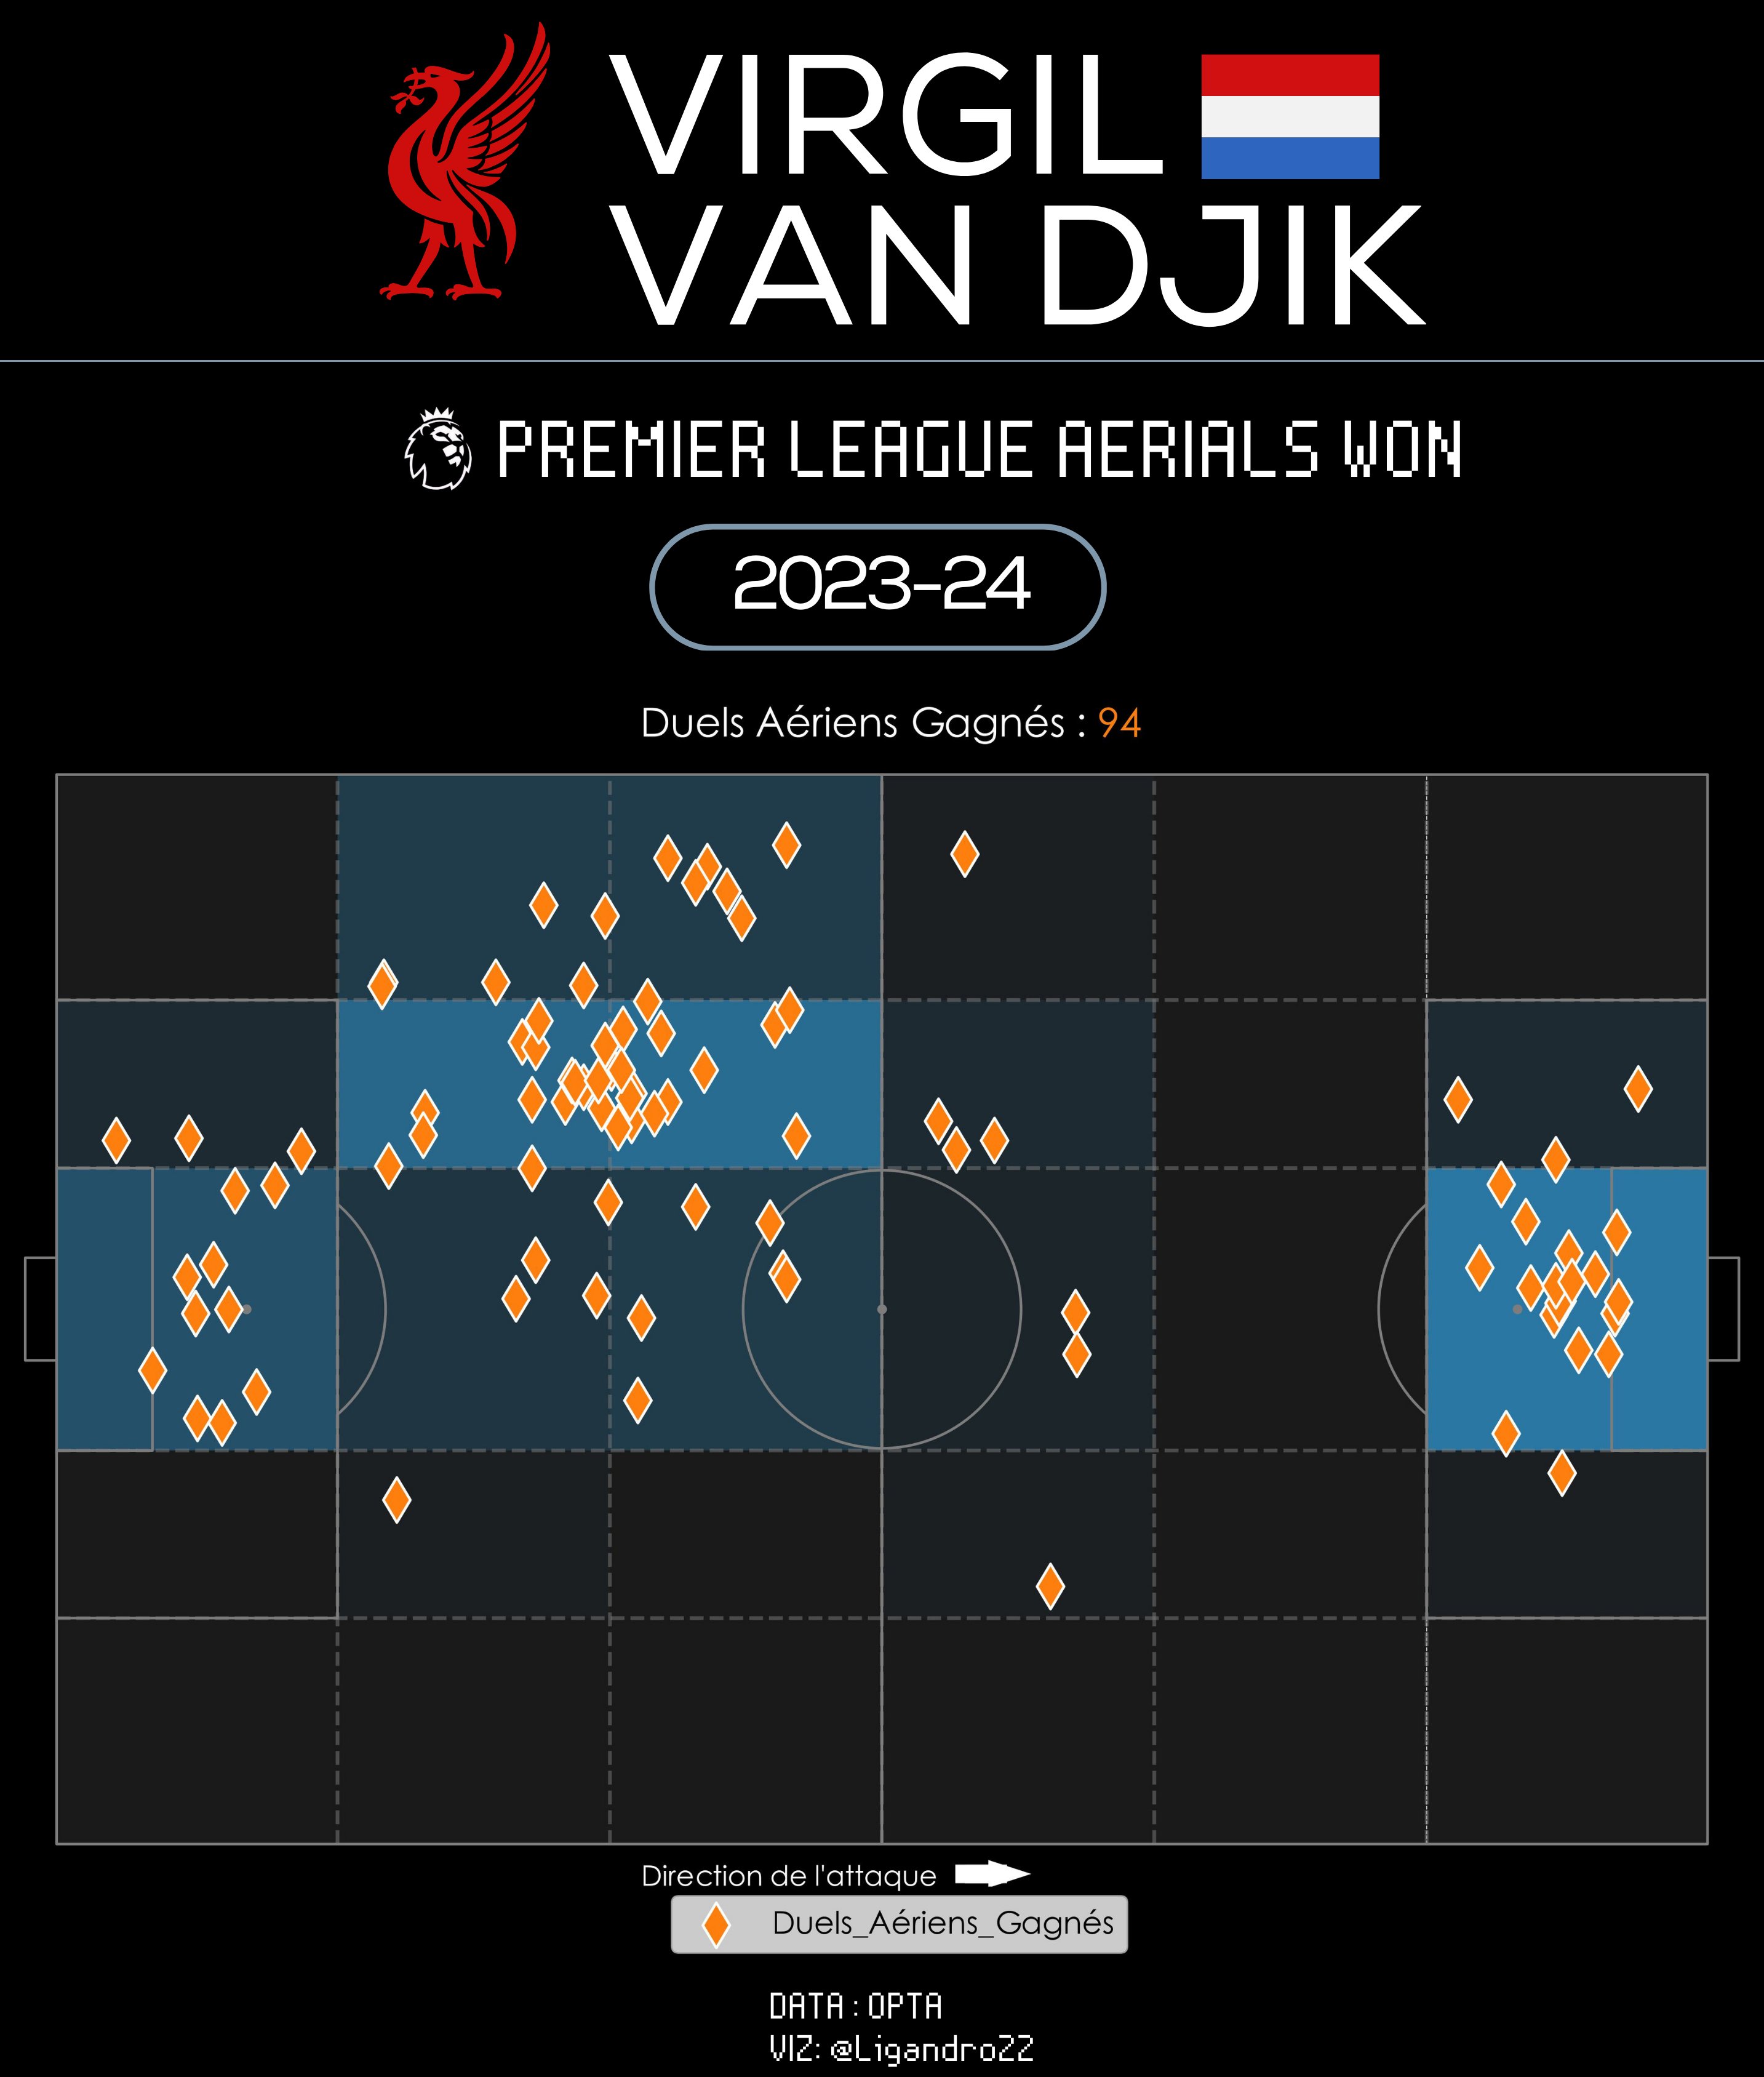 VIRGIL
VAN DJIK
PREMIER LEAGUE AERIALS WON
2023-24
Duels Aériens Gagnés : 94
Direction de l'attaque
Duels_Aériens_Gagnés
DATA : OPTA
VIZ: @Ligandro22